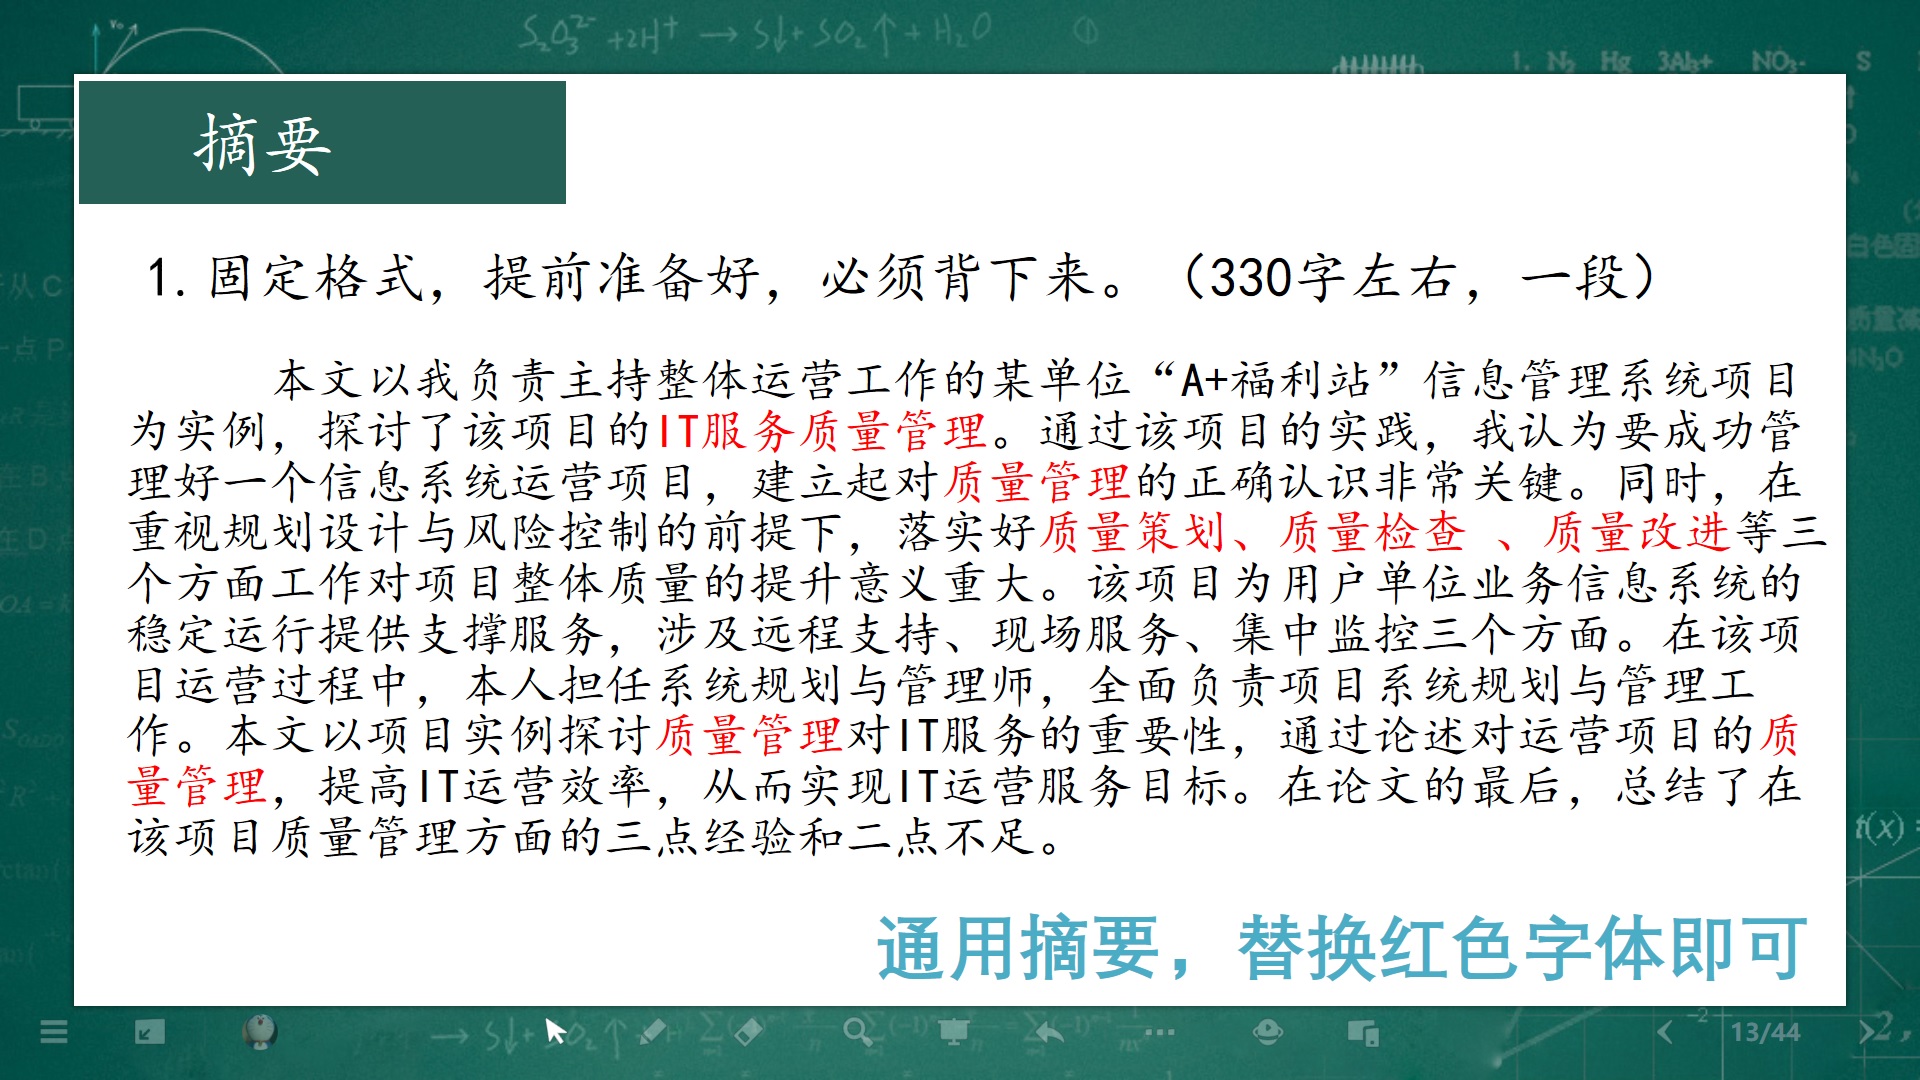 S₂O₃²⁻ +2H⁺ → S↓+ SO₂↑ + H₂O
1. N₂ Hg 3Al₃+ NO₃- S
摘要
1. 固定格式，提前准备好，必须背下来。（330字左右，一段）
本文以我负责主持整体运营工作的某单位“A+福利站”信息管理系统项目
为实例，探讨了该项目的IT服务质量管理。通过该项目的实践，我认为要成功管
理好一个信息系统运营项目，建立起对质量管理的正确认识非常关键。同时，在
重视规划设计与风险控制的前提下，落实好质量策划、质量检查 、质量改进等三
个方面工作对项目整体质量的提升意义重大。该项目为用户单位业务信息系统的
稳定运行提供支撑服务，涉及远程支持、现场服务、集中监控三个方面。在该项
目运营过程中，本人担任系统规划与管理师，全面负责项目系统规划与管理工
作。本文以项目实例探讨质量管理对IT服务的重要性，通过论述对运营项目的质
量管理，提高IT运营效率，从而实现IT运营服务目标。在论文的最后，总结了在
该项目质量管理方面的三点经验和二点不足。
通用摘要，替换红色字体即可
白色固
质量减
4N₂O
f(x) =
13/44